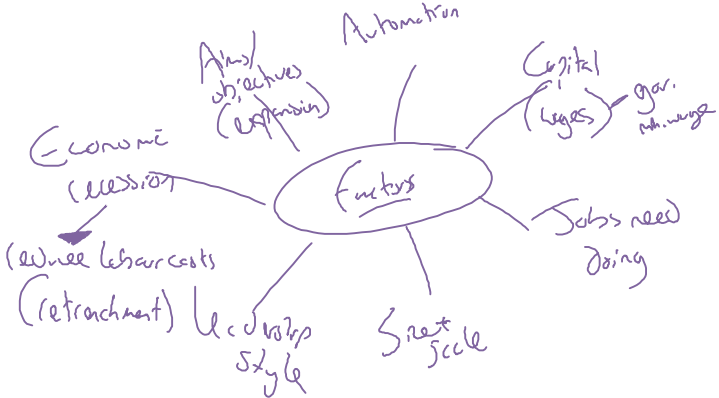 Automation
Aims/
objectives
(expansion)
Capital
(wages)
gov.
min. wage
Economic
recession
Factors
Jobs need
doing
reduce labour costs
(retrenchment)
Leadership
style
Size +
scale